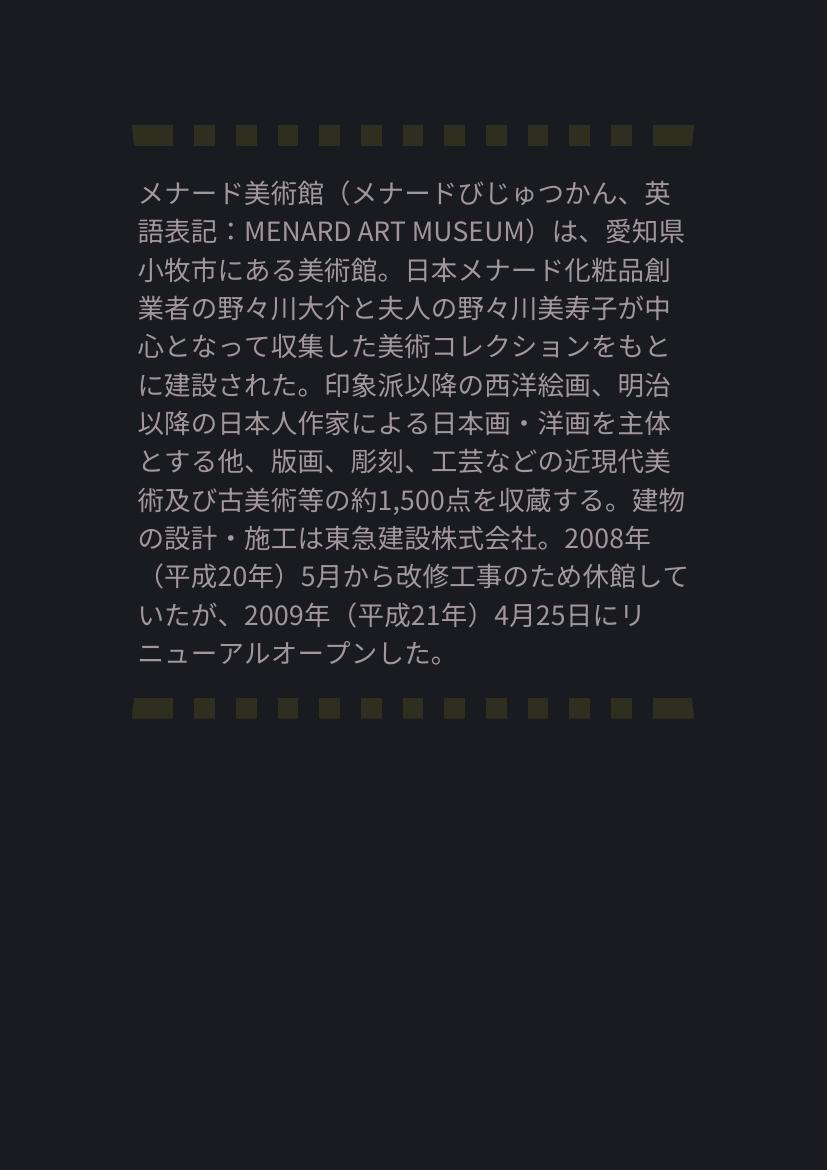 メナード美術館（メナードびじゅつかん、英
語表記：MENARD ART MUSEUM）は、愛知県
小牧市にある美術館。日本メナード化粧品創
業者の野々川大介と夫人の野々川美寿子が中
心となって収集した美術コレクションをもと
に建設された。印象派以降の西洋絵画、明治
以降の日本人作家による日本画・洋画を主体
とする他、版画、彫刻、工芸などの近現代美
術及び古美術等の約1,500点を収蔵する。建物
の設計・施工は東急建設株式会社。2008年
（平成20年）5月から改修工事のため休館して
いたが、2009年（平成21年）4月25日にリ
ニューアルオープンした。